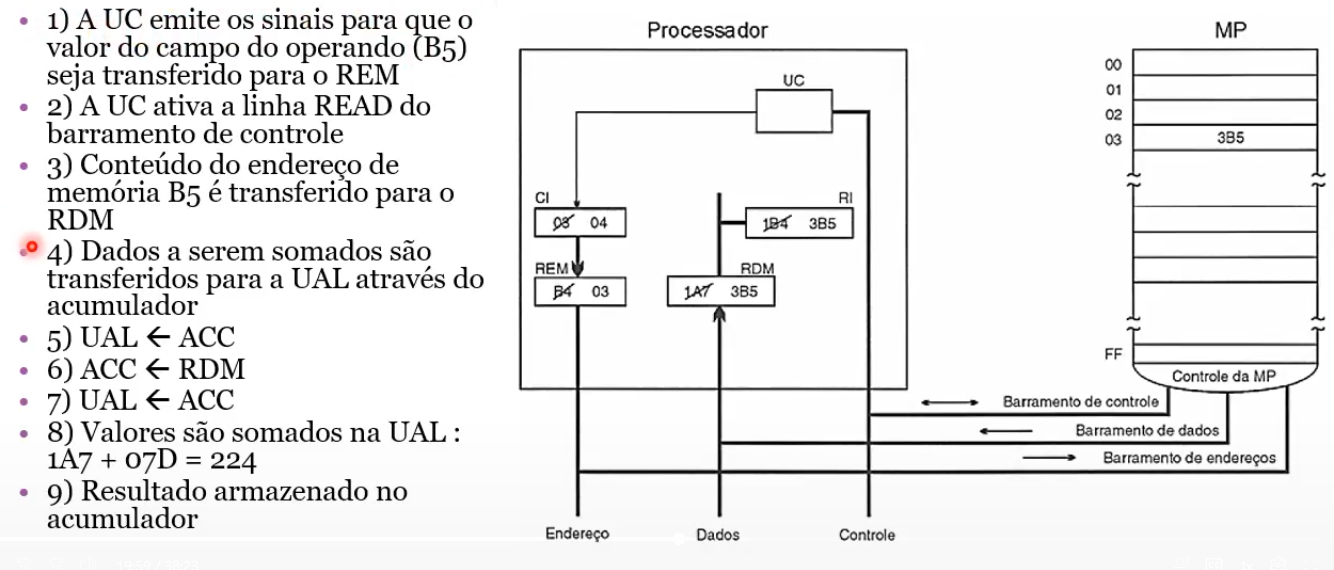 • 1) A UC emite os sinais para que o
valor do campo do operando (B5)
seja transferido para o REM
• 2) A UC ativa a linha READ do
barramento de controle
• 3) Conteúdo do endereço de
memória B5 é transferido para o
RDM
• 4) Dados a serem somados são
transferidos para a UAL através do
acumulador
• 5) UAL ← ACC
• 6) ACC ← RDM
• 7) UAL ← ACC
• 8) Valores são somados na UAL :
1A7 + 07D = 224
• 9) Resultado armazenado no
acumulador
Processador
UC
CI
03 04
RI
1B4 3B5
REM
B4 03
RDM
1A7 3B5
MP
00
01
02
03 3B5
FF
Controle da MP
Barramento de controle
Barramento de dados
Barramento de endereços
Endereço
Dados
Controle